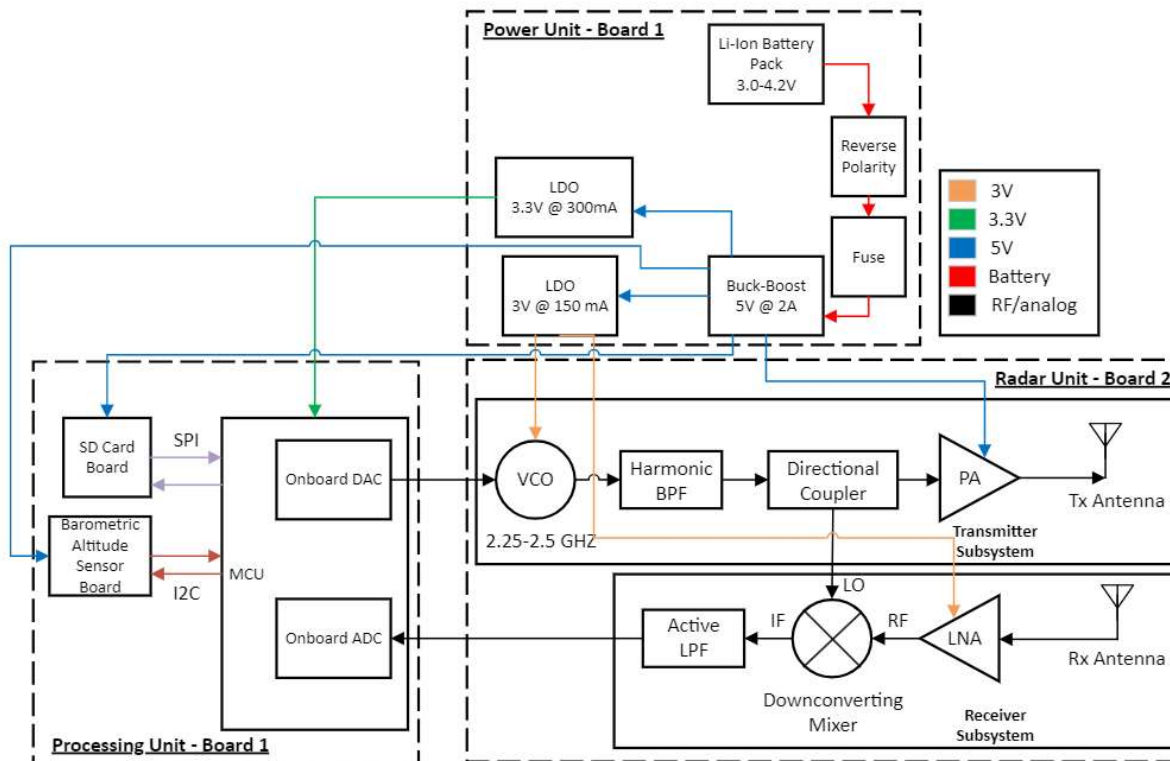 Power Unit - Board 1
Li-Ion Battery
Pack
3.0-4.2V
Reverse
Polarity
Fuse
LDO
3.3V @ 300mA
LDO
3V @ 150 mA
Buck-Boost
5V @ 2A
3V
3.3V
5V
Battery
RF/analog
SD Card
Board
SPI
Barometric
Altitude
Sensor
Board
I2C
MCU
Onboard DAC
Onboard ADC
Processing Unit - Board 1
Radar Unit - Board 2
VCO
2.25-2.5 GHZ
Harmonic
BPF
Directional
Coupler
PA
Tx Antenna
Transmitter
Subsystem
LO
IF
RF
Active
LPF
LNA
Rx Antenna
Downconverting
Mixer
Receiver
Subsystem